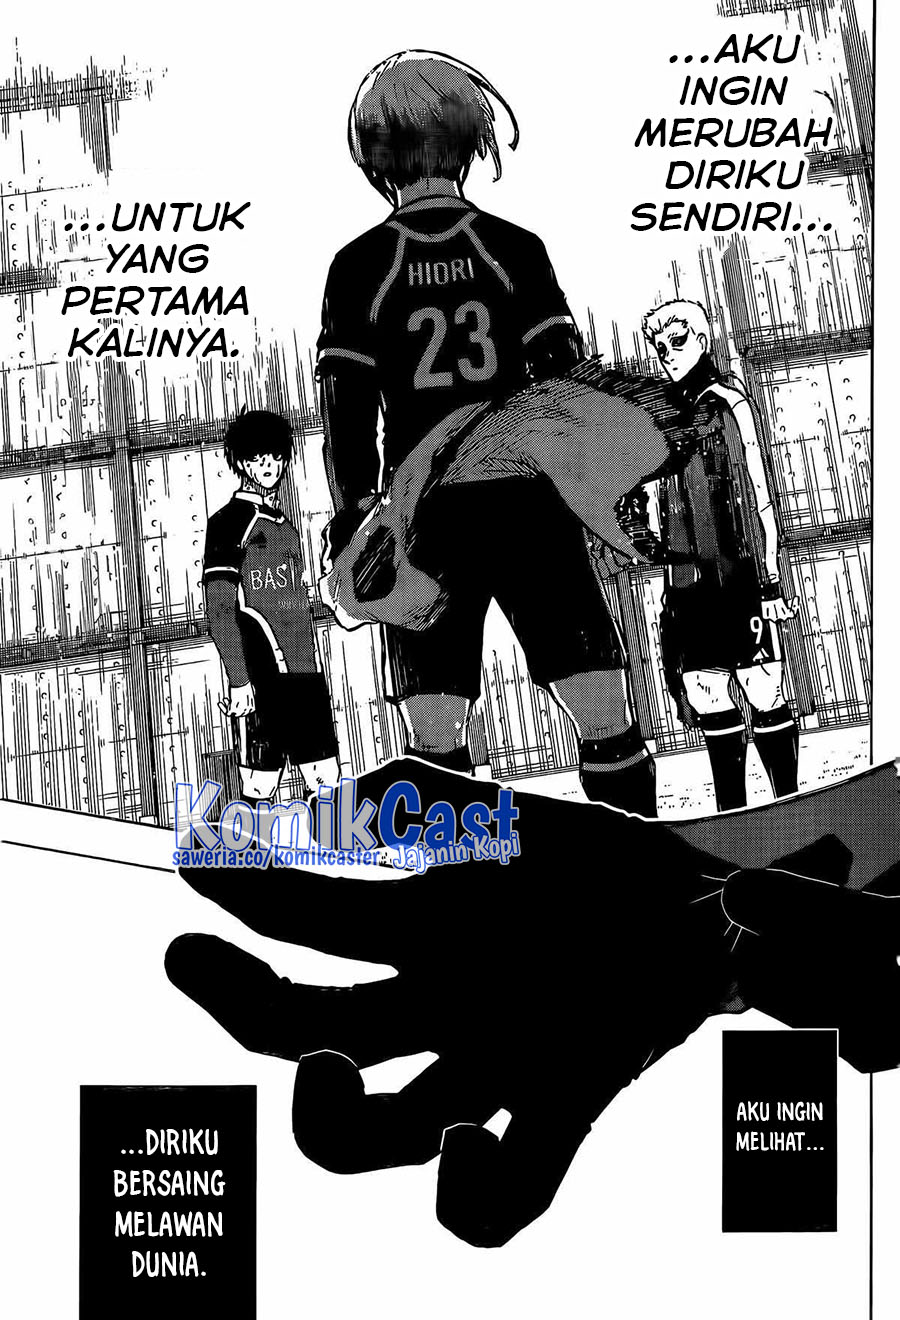 ...AKU
INGIN
MERUBAH
DIRIKU
SENDIRI...
...UNTUK
YANG
PERTAMA
KALINYA.
HIORI
23
BAS
9
KomikCast
saweria.co/komikcaster Jajanin Kopi
AKU INGIN
MELIHAT...
...DIRIKU
BERSAING
MELAWAN
DUNIA.